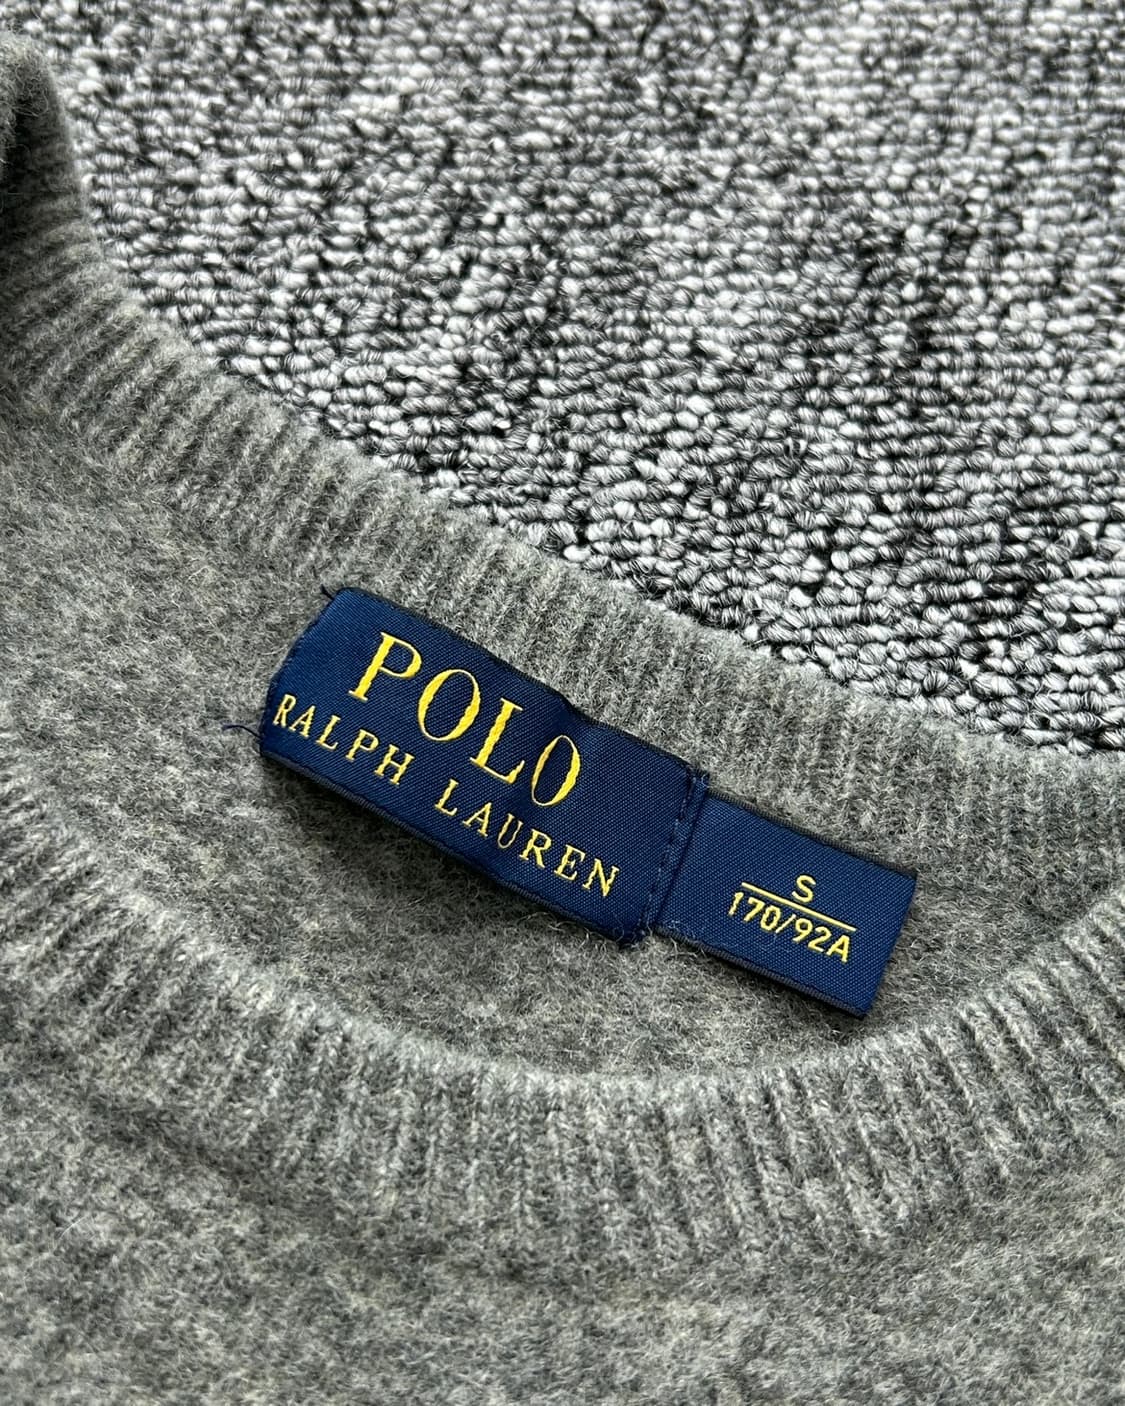 POLO
RALPH LAUREN
S
170/92A